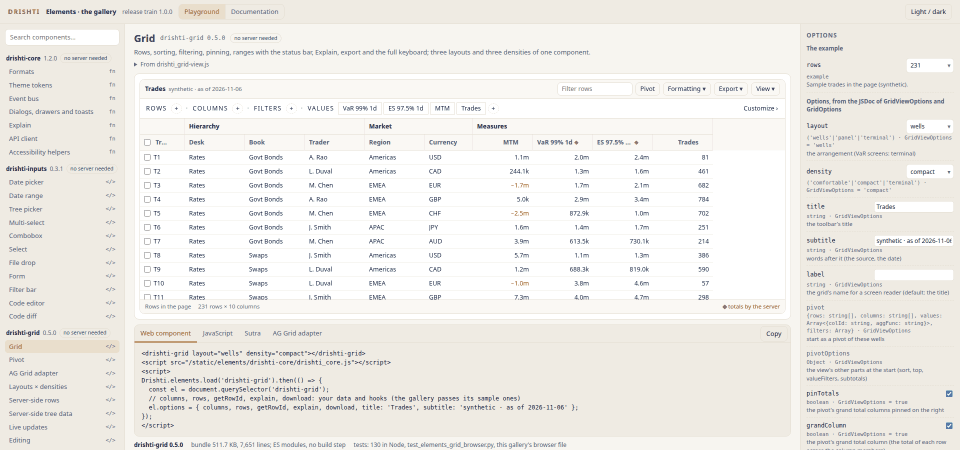 DRISHTI Elements · the gallery release train 1.0.0 Playground Documentation Light / dark
Search components...
drishti-core 1.2.0 no server needed
Formats fn
Theme tokens fn
Event bus fn
Dialogs, drawers and toasts fn
Explain fn
API client fn
Accessibility helpers fn
drishti-inputs 0.3.1 no server needed
Date picker </>
Date range </>
Tree picker </>
Multi-select </>
Combobox </>
Select </>
File drop </>
Form </>
Filter bar </>
Code editor </>
Code diff </>
drishti-grid 0.5.0 no server needed
Grid </>
Pivot </>
AG Grid adapter </>
Layouts × densities </>
Server-side rows </>
Server-side tree data </>
Live updates </>
Editing </>
Grid drishti-grid 0.5.0 no server needed
Rows, sorting, filtering, pinning, ranges with the status bar, Explain, export and the full keyboard; three layouts and three densities of one component.
▶ From drishti_grid-view.js
Trades synthetic · as of 2026-11-06 Filter rows Pivot Formatting ▾ Export ▾ View ▾
ROWS + · COLUMNS + · FILTERS + · VALUES VaR 99% 1d ES 97.5% 1d MTM Trades + Customize ›
Hierarchy Market Measures
Tr... Desk Book Trader Region Currency MTM VaR 99% 1d ◆ ES 97.5% ... ◆ Trades
T1 Rates Govt Bonds A. Rao Americas USD 1.1m 2.0m 2.4m 81
T2 Rates Govt Bonds L. Duval Americas CAD 244.1k 1.3m 1.6m 461
T3 Rates Govt Bonds M. Chen EMEA EUR −1.7m 1.7m 2.1m 682
T4 Rates Govt Bonds A. Rao EMEA GBP 5.0k 2.9m 3.4m 784
T5 Rates Govt Bonds M. Chen EMEA CHF −2.5m 872.9k 1.0m 702
T6 Rates Govt Bonds J. Smith APAC JPY 1.6m 1.4m 1.7m 251
T7 Rates Govt Bonds M. Chen APAC AUD 3.9m 613.5k 730.1k 214
T8 Rates Swaps J. Smith Americas USD 5.7m 1.1m 1.3m 386
T9 Rates Swaps L. Duval Americas CAD 1.2m 688.3k 819.0k 590
T10 Rates Swaps J. Smith EMEA EUR −1.0m 3.8m 4.6m 57
T11 Rates Swaps J. Smith EMEA GBP 7.3m 4.0m 4.7m 298
Rows in the page 231 rows × 10 columns ◆ totals by the server
Web component JavaScript Sutra AG Grid adapter Copy
<drishti-grid layout="wells" density="compact"></drishti-grid>
<script src="/static/elements/drishti-core/drishti_core.js"></script>
<script>
Drishti.elements.load('drishti-grid').then(() => {
const el = document.querySelector('drishti-grid');
// columns, rows, getRowId, explain, download: your data and hooks (the gallery passes its sample ones)
el.options = { columns, rows, getRowId, explain, download, title: 'Trades', subtitle: 'synthetic · as of 2026-11-06' };
});
</script>
drishti-grid 0.5.0 bundle 511.7 KB, 7,651 lines; ES modules, no build step tests: 130 in Node, test_elements_grid_browser.py, this gallery's browser file
OPTIONS
The example
rows 231
example
Sample trades in the page (synthetic).
Options, from the JSDoc of GridViewOptions and GridOptions
layout wells
('wells'|'panel'|'terminal') · GridViewOptions
= 'wells'
the arrangement (VaR screens: terminal)
density compact
('comfortable'|'compact'|'terminal') ·
GridViewOptions = 'compact'
title Trades
string · GridViewOptions
the toolbar's title
subtitle synthetic · as of 2026-11-06
string · GridViewOptions
words after it (the source, the date)
label
string · GridViewOptions
the grid's name for a screen reader (default: the title)
pivot
{rows: string[], columns: string[], values:
Array<{colId: string, aggFunc: string}>,
filters: Array} · GridViewOptions
start as a pivot of these wells
pivotOptions
Object · GridViewOptions
the view's other parts at the start (sort, top, valueFilters, subtotals)
pinTotals
boolean · GridViewOptions = true
the pivot's grand total columns pinned on the right
grandColumn
boolean · GridViewOptions = true
the pivot's grand total column (the total of each